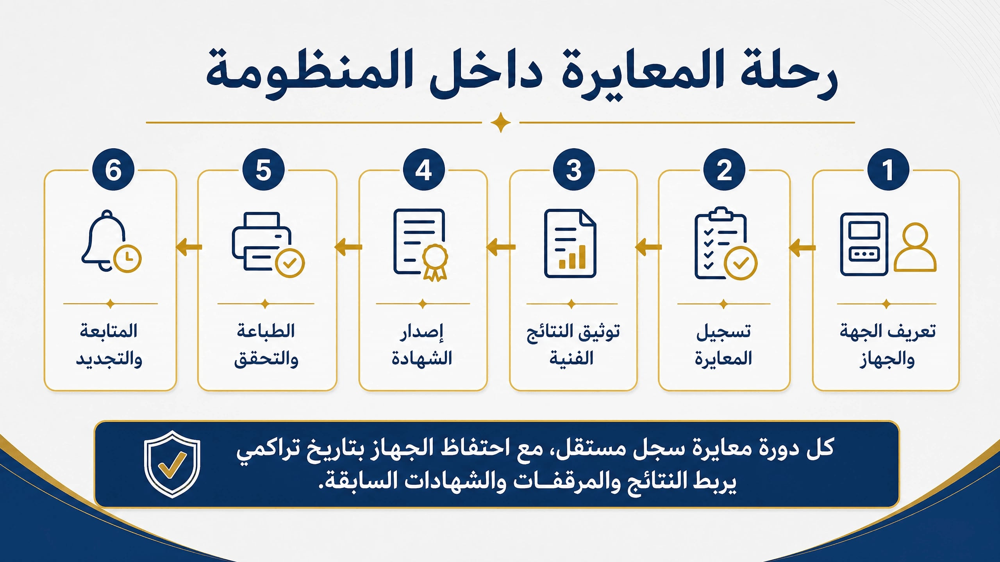 رحلة المعايرة داخل المنظومة
1
تعريف الجهة
والجهاز
2
تسجيل
المعايرة
3
توثيق النتائج
الفنية
4
إصدار
الشهادة
5
الطباعة
والتحقق
6
المتابعة
والتجديد
كل دورة معايرة سجل مستقل، مع احتفاظ الجهاز بتاريخ تراكمي
يربط النتائج والمرقفـات والشهادات السابقة.